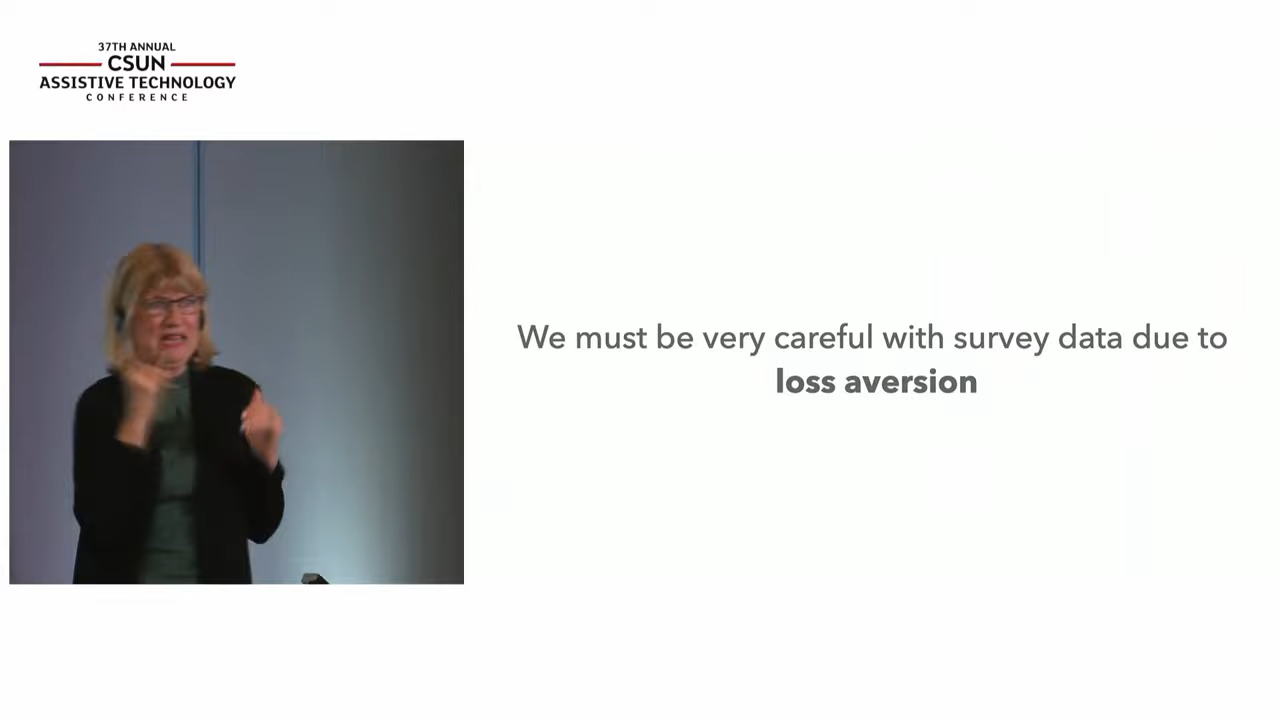 37TH ANNUAL
CSUN
ASSISTIVE TECHNOLOGY
CONFERENCE
We must be very careful with survey data due to
loss aversion